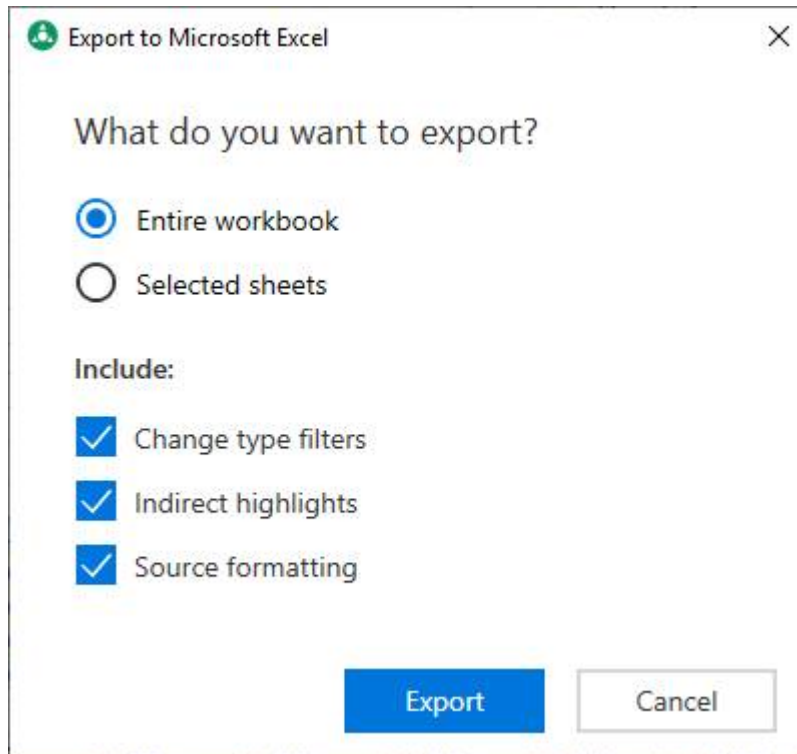 Export to Microsoft Excel
What do you want to export?
Entire workbook
Selected sheets
Include:
Change type filters
Indirect highlights
Source formatting
Export Cancel